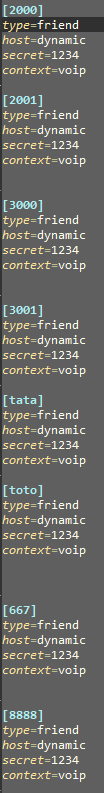 [2000]
type=friend
host=dynamic
secret=1234
context=voip
[2001]
type=friend
host=dynamic
secret=1234
context=voip
[3000]
type=friend
host=dynamic
secret=1234
context=voip
[3001]
type=friend
host=dynamic
secret=1234
context=voip
[tata]
type=friend
host=dynamic
secret=1234
context=voip
[toto]
type=friend
host=dynamic
secret=1234
context=voip
[667]
type=friend
host=dynamic
secret=1234
context=voip
[8888]
type=friend
host=dynamic
secret=1234
context=voip